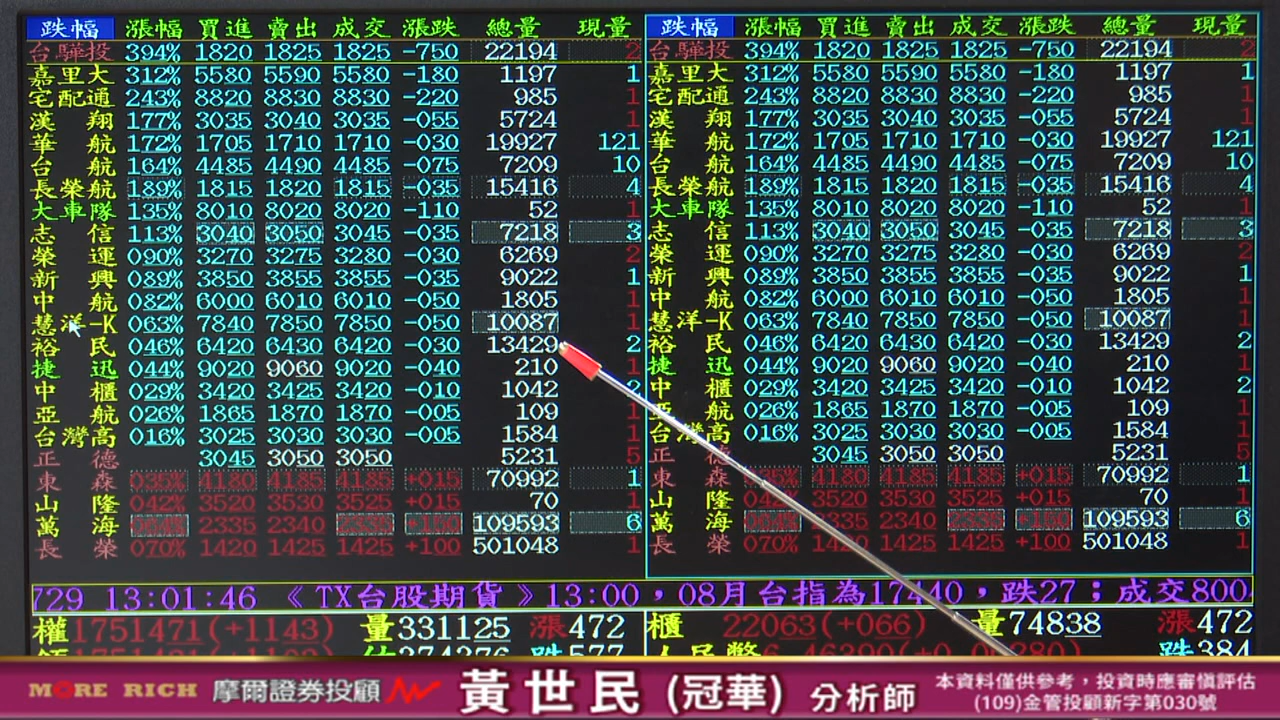 跌幅 漲幅 買進 賣出 成交 漲跌 總量 現量
台驊投 394% 1820 1825 1825 -750 22194 2
嘉里大 312% 5580 5590 5580 -180 1197 1
宅配通 243% 8820 8830 8830 -220 985 1
漢翔 177% 3035 3040 3035 -055 5724 1
華航 172% 1705 1710 1710 -030 19927 121
台航 164% 4485 4490 4485 -075 7209 10
長榮航 189% 1815 1820 1815 -035 15416 4
大車隊 135% 8010 8020 8020 -110 52 1
志信 113% 3040 3050 3045 -035 7218 3
榮運 090% 3270 3275 3280 -030 6269 2
新興 089% 3850 3855 3855 -035 9022 1
中航 082% 6000 6010 6010 -050 1805 1
慧洋-K 063% 7840 7850 7850 -050 10087 1
裕民 046% 6420 6430 6420 -030 13429 2
捷迅 044% 9020 9060 9020 -040 210 1
中櫃 029% 3420 3425 3420 -010 1042 2
亞航 026% 1865 1870 1870 -005 109 1
台灣高 016% 3025 3030 3030 -005 1584 1
正德 3045 3050 3050 5231 5
東森 035% 4180 4185 4185 +015 70992 1
山隆 042% 3520 3530 3525 +015 70 1
萬海 2335 2340 2335 109593 6
長榮 070% 1420 1425 1425 +100 501048 1
跌幅 漲幅 買進 賣出 成交 漲跌 總量 現量
台驊投 394% 1820 1825 1825 -750 22194 2
嘉里大 312% 5580 5590 5580 -180 1197 1
宅配通 243% 8820 8830 8830 -220 985 1
漢翔 177% 3035 3040 3035 -055 5724 1
華航 172% 1705 1710 1710 -030 19927 121
台航 164% 4485 4490 4485 -075 7209 10
長榮航 189% 1815 1820 1815 -035 15416 4
大車隊 135% 8010 8020 8020 -110 52 1
志信 113% 3040 3050 3045 -035 7218 3
榮運 090% 3270 3275 3280 -030 6269 2
新興 089% 3850 3855 3855 -035 9022 1
中航 082% 6000 6010 6010 -050 1805 1
慧洋-K 063% 7840 7850 7850 -050 10087 1
裕民 046% 6420 6430 6420 -030 13429 2
捷迅 044% 9020 9060 9020 -040 210 1
中櫃 029% 3420 3425 3420 -010 1042 2
亞航 026% 1865 1870 1870 -005 109 1
台灣高 016% 3025 3030 3030 -005 1584 1
正 3045 3050 3050 5231 5
東森 4180 4185 4185 +015 70992 1
山隆 3520 3530 3525 +015 70 1
萬海 2335 2340 2335 109593 6
長榮 070% 1425 1425 +100 501048 1
729 13:01:46 《TX台股期貨》13:00,08月台指為17440,跌27;成交800
權1751471(+1143) 量331125 漲472
櫃 22063(+066) 量74838 漲472
跌577
人民幣6.46390 跌384
MORE RICH 摩爾證券投顧 黃世民 (冠華) 分析師
本資料僅供參考,投資時應審慎評估
(109)金管投顧新字第030號